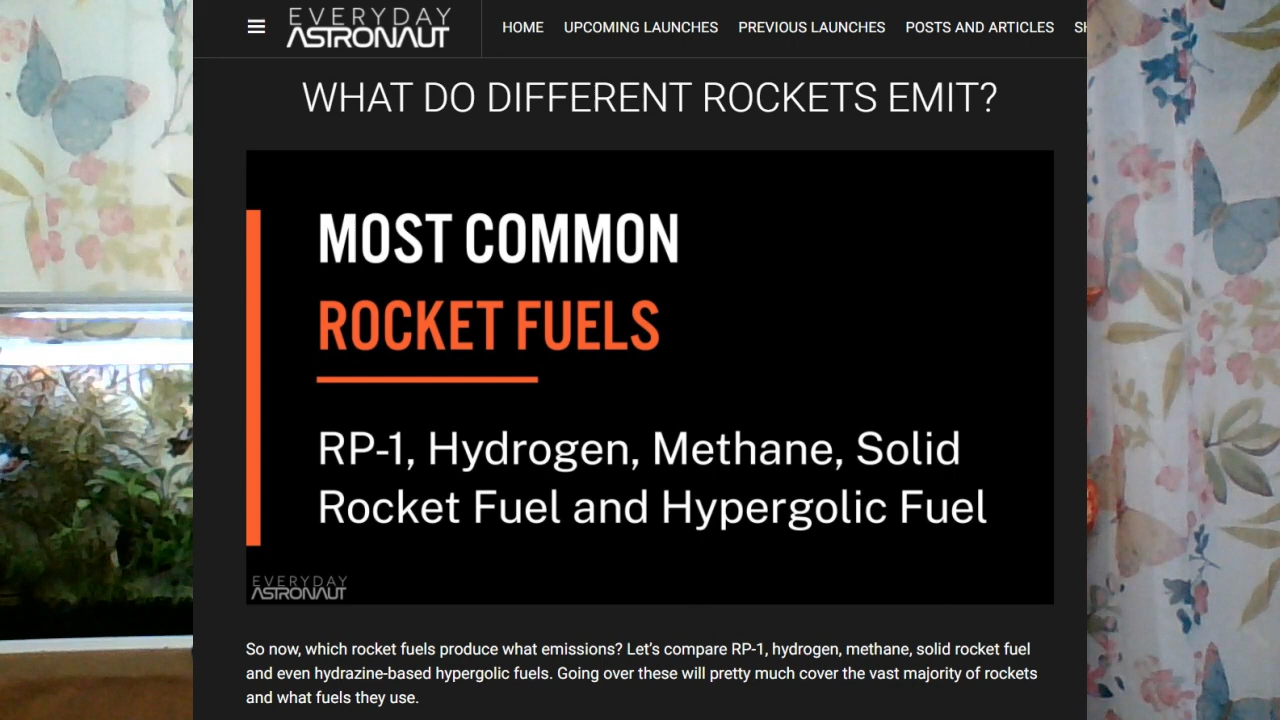 EVERYDAY
ASTRONAUT
HOME UPCOMING LAUNCHES PREVIOUS LAUNCHES POSTS AND ARTICLES
WHAT DO DIFFERENT ROCKETS EMIT?
MOST COMMON
ROCKET FUELS
RP-1, Hydrogen, Methane, Solid
Rocket Fuel and Hypergolic Fuel
EVERYDAY
ASTRONAUT
So now, which rocket fuels produce what emissions? Let's compare RP-1, hydrogen, methane, solid rocket fuel
and even hydrazine-based hypergolic fuels. Going over these will pretty much cover the vast majority of rockets
and what fuels they use.